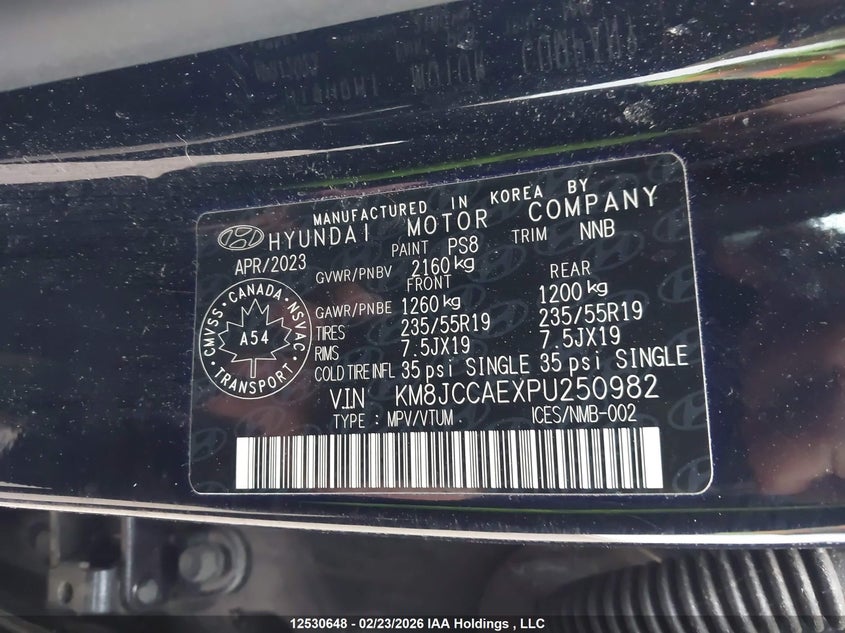 MANUFACTURED IN KOREA BY
HYUNDAI MOTOR COMPANY
APR/2023 PAINT PS8 TRIM NNB
GVWR/PNBV 2160 kg
FRONT REAR
GAWR/PNBE 1260 kg 1200 kg
TIRES 235/55R19 235/55R19
RIMS 7.5JX19 7.5JX19
COLD TIRE INFL 35 psi SINGLE 35 psi SINGLE
VIN KM8JCCAEXPU250982
TYPE : MPV/VTUM ICES/NMB-002
CMVSS · CANADA · NSVAC
A54
TRANSPORT
12530648 - 02/23/2026 IAA Holdings , LLC